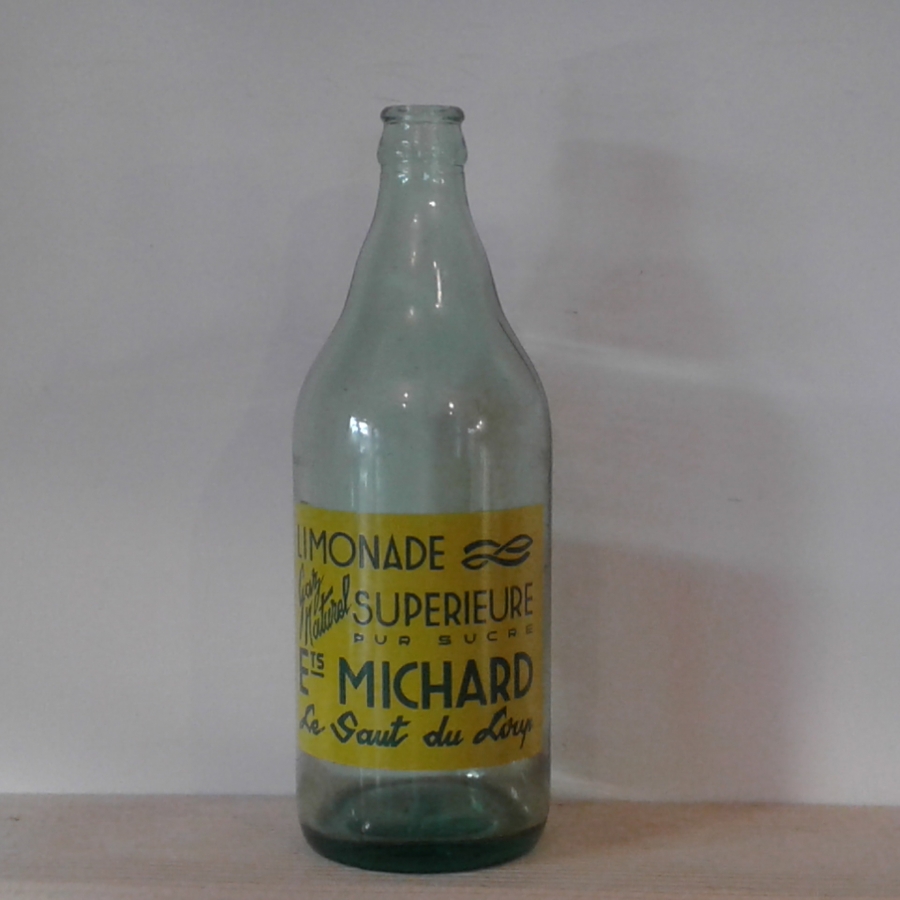 LIMONADE
Gaz
Naturel
SUPERIEURE
PUR SUCRE
ETS MICHARD
Le Saut du Loup